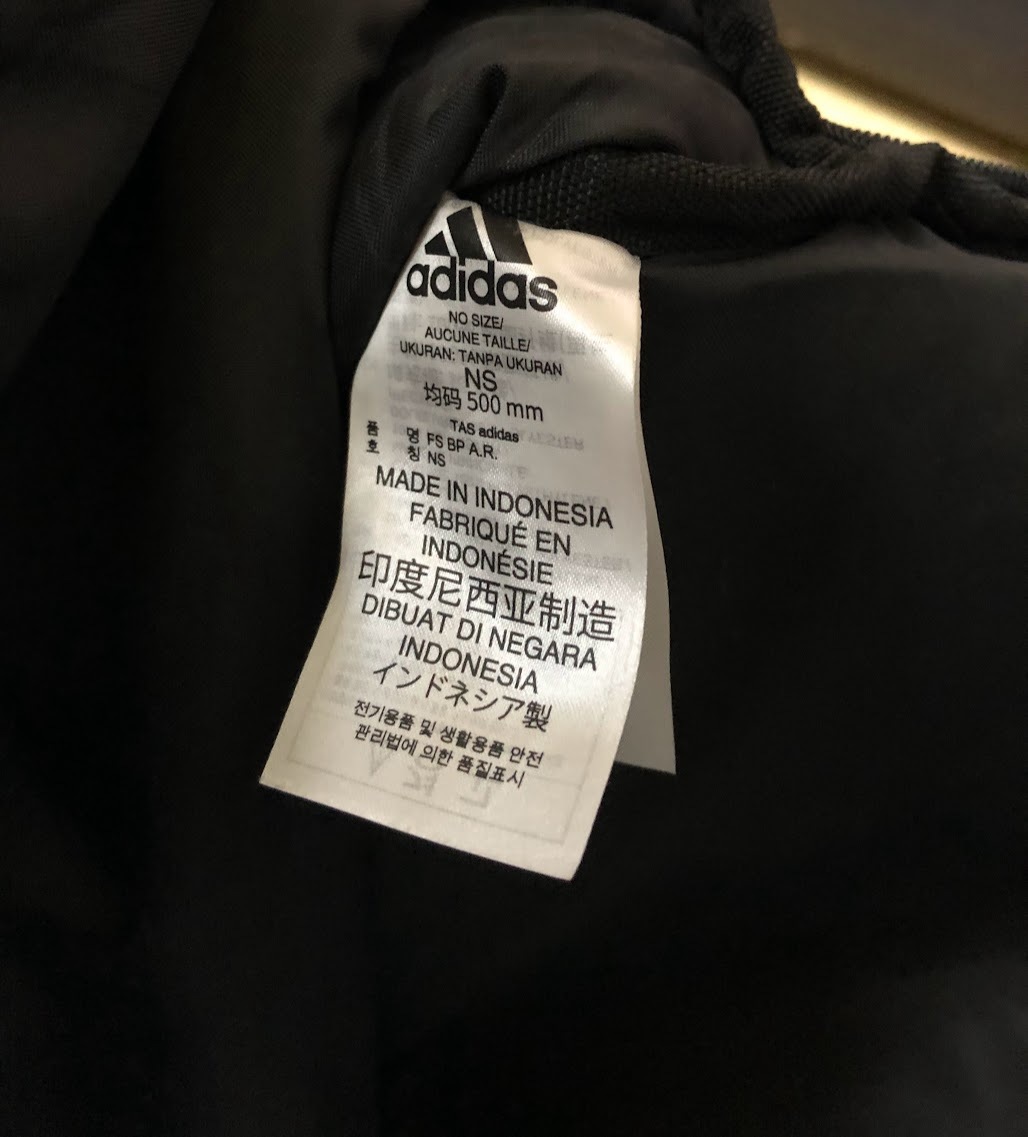 adidas
NO SIZE/
AUCUNE TAILLE/
UKURAN: TANPA UKURAN
NS
均码 500 mm
TAS adidas
품 명 FS BP A.R.
호 칭 NS
MADE IN INDONESIA
FABRIQUÉ EN
INDONÉSIE
印度尼西亚制造
DIBUAT DI NEGARA
INDONESIA
インドネシア製
전기용품 및 생활용품 안전
관리법에 의한 품질표시